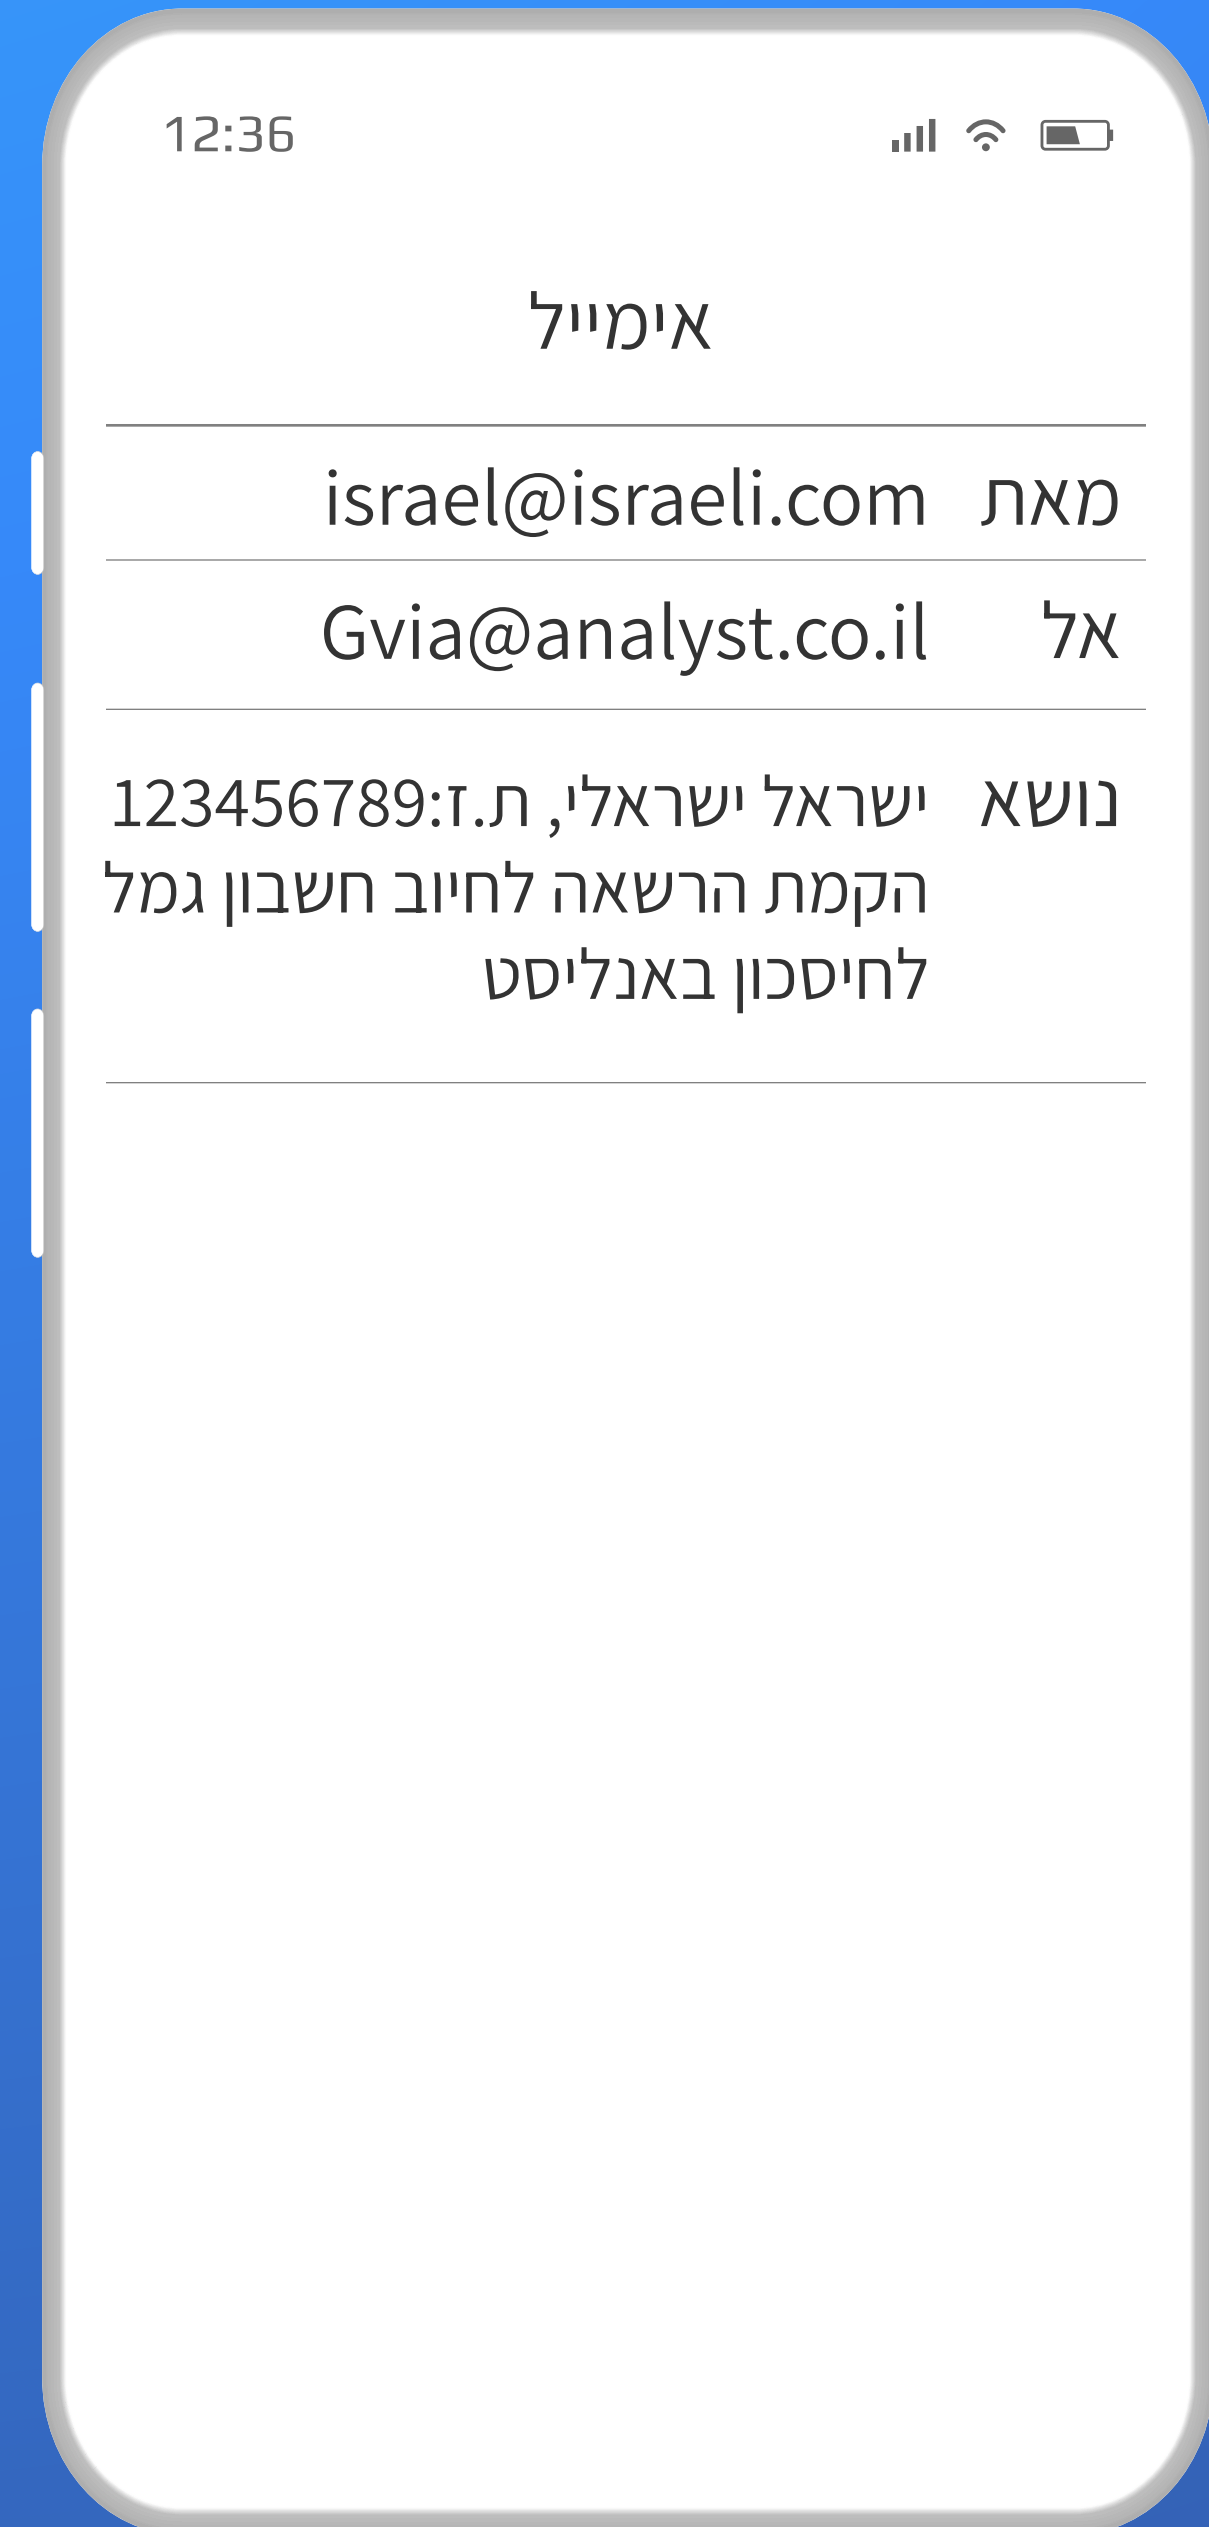 12:36
אימייל
מאת israel@israeli.com
אל Gvia@analyst.co.il
נושא ישראל ישראלי, ת.ז:123456789
הקמת הרשאה לחיוב חשבון גמל
לחיסכון באנליסט